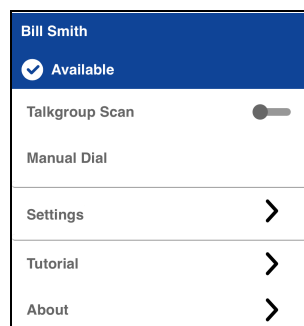 Bill Smith
Available
Talkgroup Scan
Manual Dial
Settings
Tutorial
About